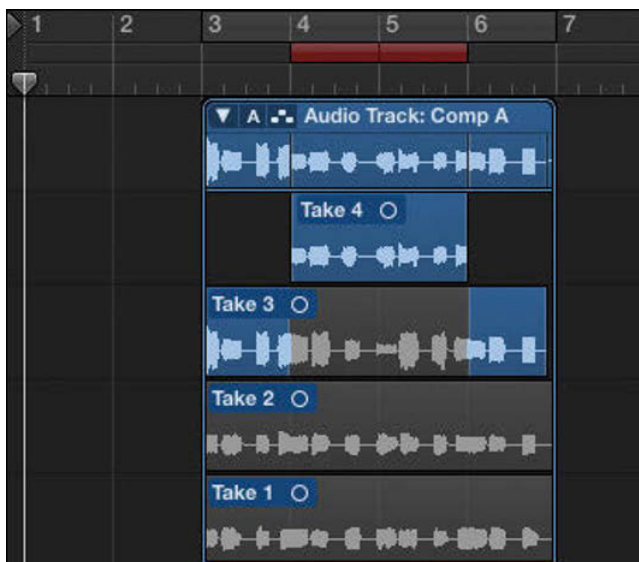 1 2 3 4 5 6 7
A Audio Track: Comp A
Take 4
Take 3
Take 2
Take 1